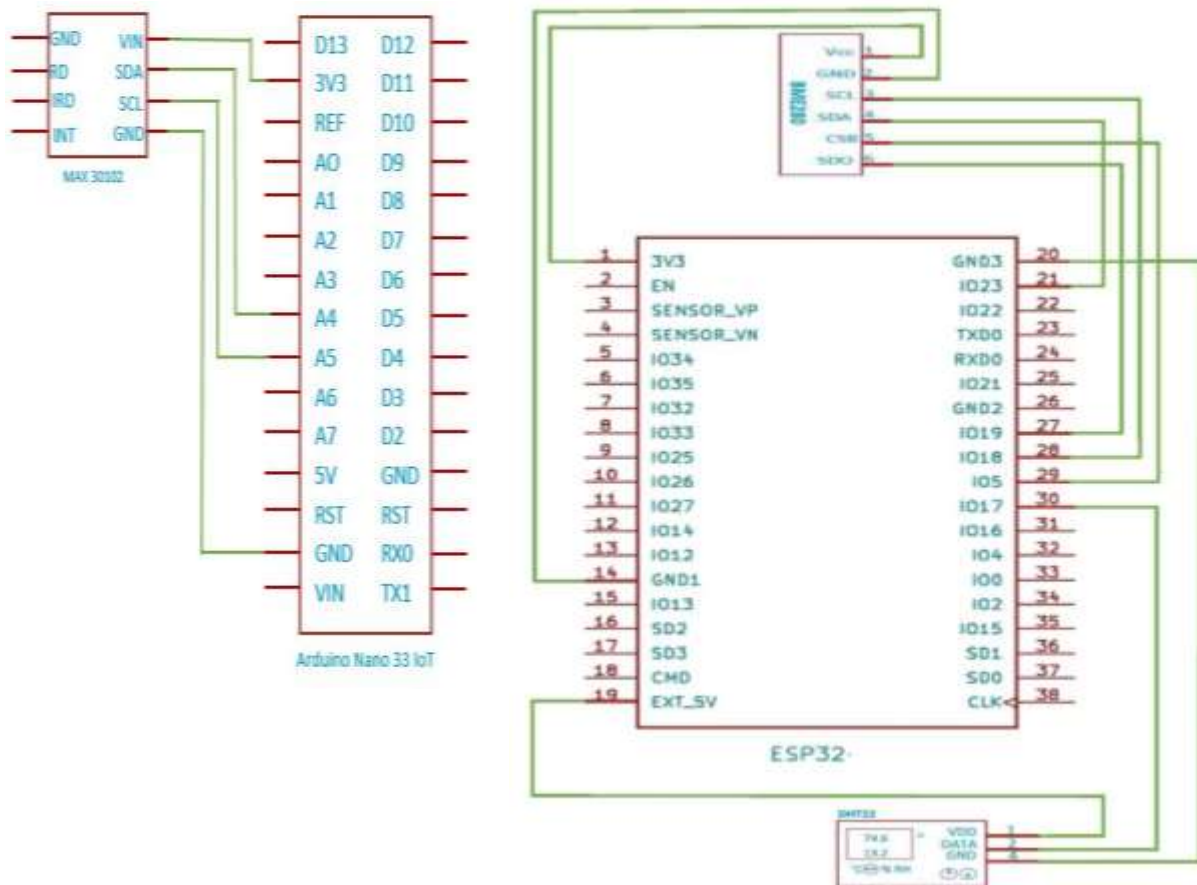 GND VIN
RD SDA
IRD SCL
INT GND
MAX 30102
D13 D12
3V3 D11
REF D10
A0 D9
A1 D8
A2 D7
A3 D6
A4 D5
A5 D4
A6 D3
A7 D2
5V GND
RST RST
GND RX0
VIN TX1
Arduino Nano 33 IoT
BME280
Vcc 1
GND 2
SCL 3
SDA 4
CSB 5
SDO 6
1 3V3 GND3 20
2 EN IO23 21
3 SENSOR_VP IO22 22
4 SENSOR_VN TXD0 23
5 IO34 RXD0 24
6 IO35 IO21 25
7 IO32 GND2 26
8 IO33 IO19 27
9 IO25 IO18 28
10 IO26 IO5 29
11 IO27 IO17 30
12 IO14 IO16 31
13 IO12 IO4 32
14 GND1 IO0 33
15 IO13 IO2 34
16 SD2 IO15 35
17 SD3 SD1 36
18 CMD SD0 37
19 EXT_5V CLK 38
ESP32
DHT22
VDD 1
DATA 2
GND 4